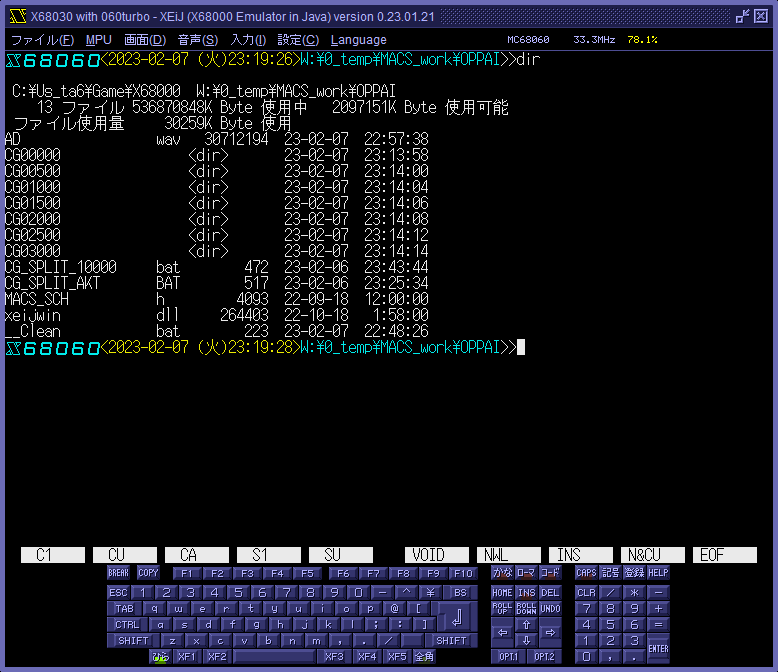 X68030 with 060turbo - XEiJ (X68000 Emulator in Java) version 0.23.01.21
ファイル(F) MPU 画面(D) 音声(S) 入力(I) 設定(C) Language MC68060 33.3MHz 78.1%
X68060<2023-02-07 (火)23:19:26>W:¥0_temp¥MACS_work¥OPPAI>>dir
C:¥Us_ta6¥Game¥X68000 W:¥0_temp¥MACS_work¥OPPAI
13 ファイル 536870848K Byte 使用中 2097151K Byte 使用可能
ファイル使用量 30259K Byte 使用
AD wav 30712194 23-02-07 22:57:38
CG00000 <dir> 23-02-07 23:13:58
CG00500 <dir> 23-02-07 23:14:00
CG01000 <dir> 23-02-07 23:14:04
CG01500 <dir> 23-02-07 23:14:06
CG02000 <dir> 23-02-07 23:14:08
CG02500 <dir> 23-02-07 23:14:12
CG03000 <dir> 23-02-07 23:14:14
CG_SPLIT_10000 bat 472 23-02-06 23:43:44
CG_SPLIT_AKT BAT 517 23-02-06 23:25:34
MACS_SCH h 4093 22-09-18 12:00:00
xeijwin dll 264403 22-10-18 1:58:00
__Clean bat 223 23-02-07 22:48:26
X68060<2023-02-07 (火)23:19:28>W:¥0_temp¥MACS_work¥OPPAI>>
C1 CU CA S1 SU VOID NWL INS N&CU EOF
BREAK COPY F1 F2 F3 F4 F5 F6 F7 F8 F9 F10 かな ローマ コード CAPS 記号 登録 HELP
ESC 1 2 3 4 5 6 7 8 9 0 - ^ ¥ BS HOME INS DEL CLR / * -
TAB q w e r t y u i o p @ [ ROLL UP ROLL DOWN UNDO 7 8 9 +
CTRL a s d f g h j k l ; : ] ⇦ ⇧ ⇨ 4 5 6 =
SHIFT z x c v b n m , . / SHIFT ⇩ 1 2 3 ENTER
ひら XF1 XF2 XF3 XF4 XF5 全角 OPT.1 OPT.2 0 , .